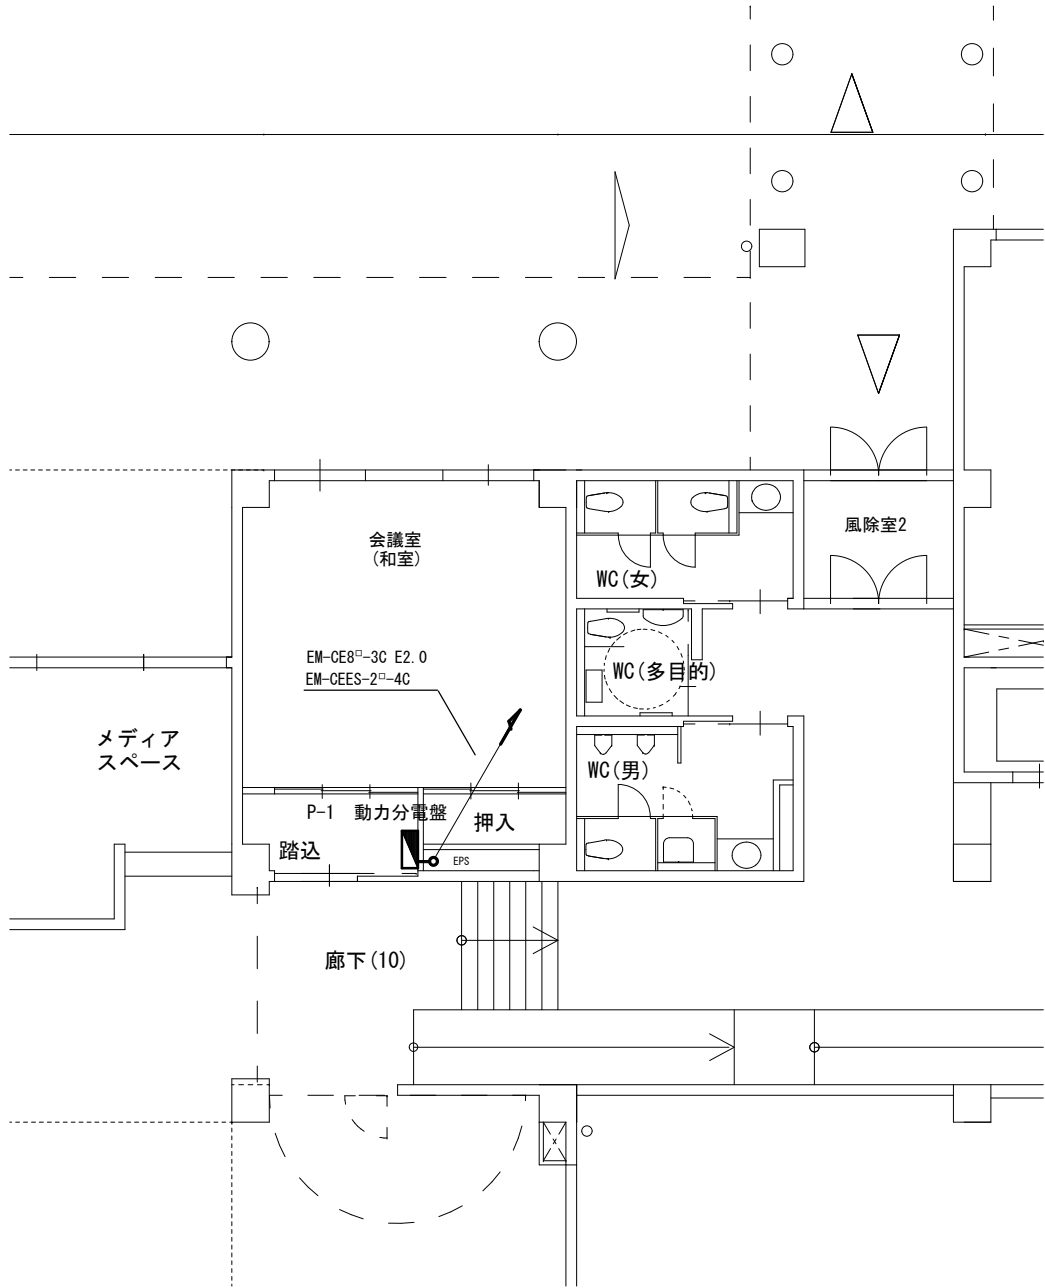 会議室
(和室)
風除室2
WC(女)
EM-CE8□-3C E2.0
EM-CEES-2□-4C
WC(多目的)
メディア
スペース
WC(男)
P-1 動力分電盤
押入
踏込
EPS
廊下(10)
x